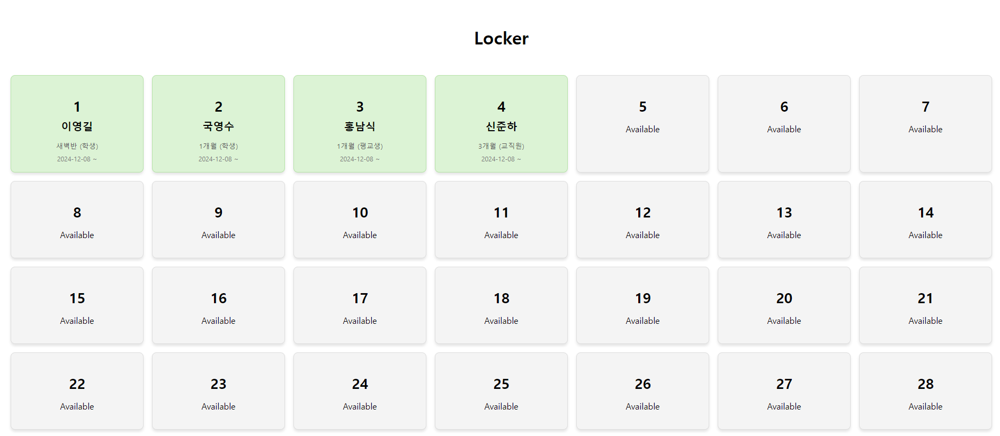 Locker
1 2 3 4 5 6 7
이영길 국영수 홍남식 신준하 Available Available Available
새벽반 (학생) 1개월 (학생) 1개월 (평교생) 3개월 (교직원)
2024-12-08 ~ 2024-12-08 ~ 2024-12-08 ~ 2024-12-08 ~
8 9 10 11 12 13 14
Available Available Available Available Available Available Available
15 16 17 18 19 20 21
Available Available Available Available Available Available Available
22 23 24 25 26 27 28
Available Available Available Available Available Available Available